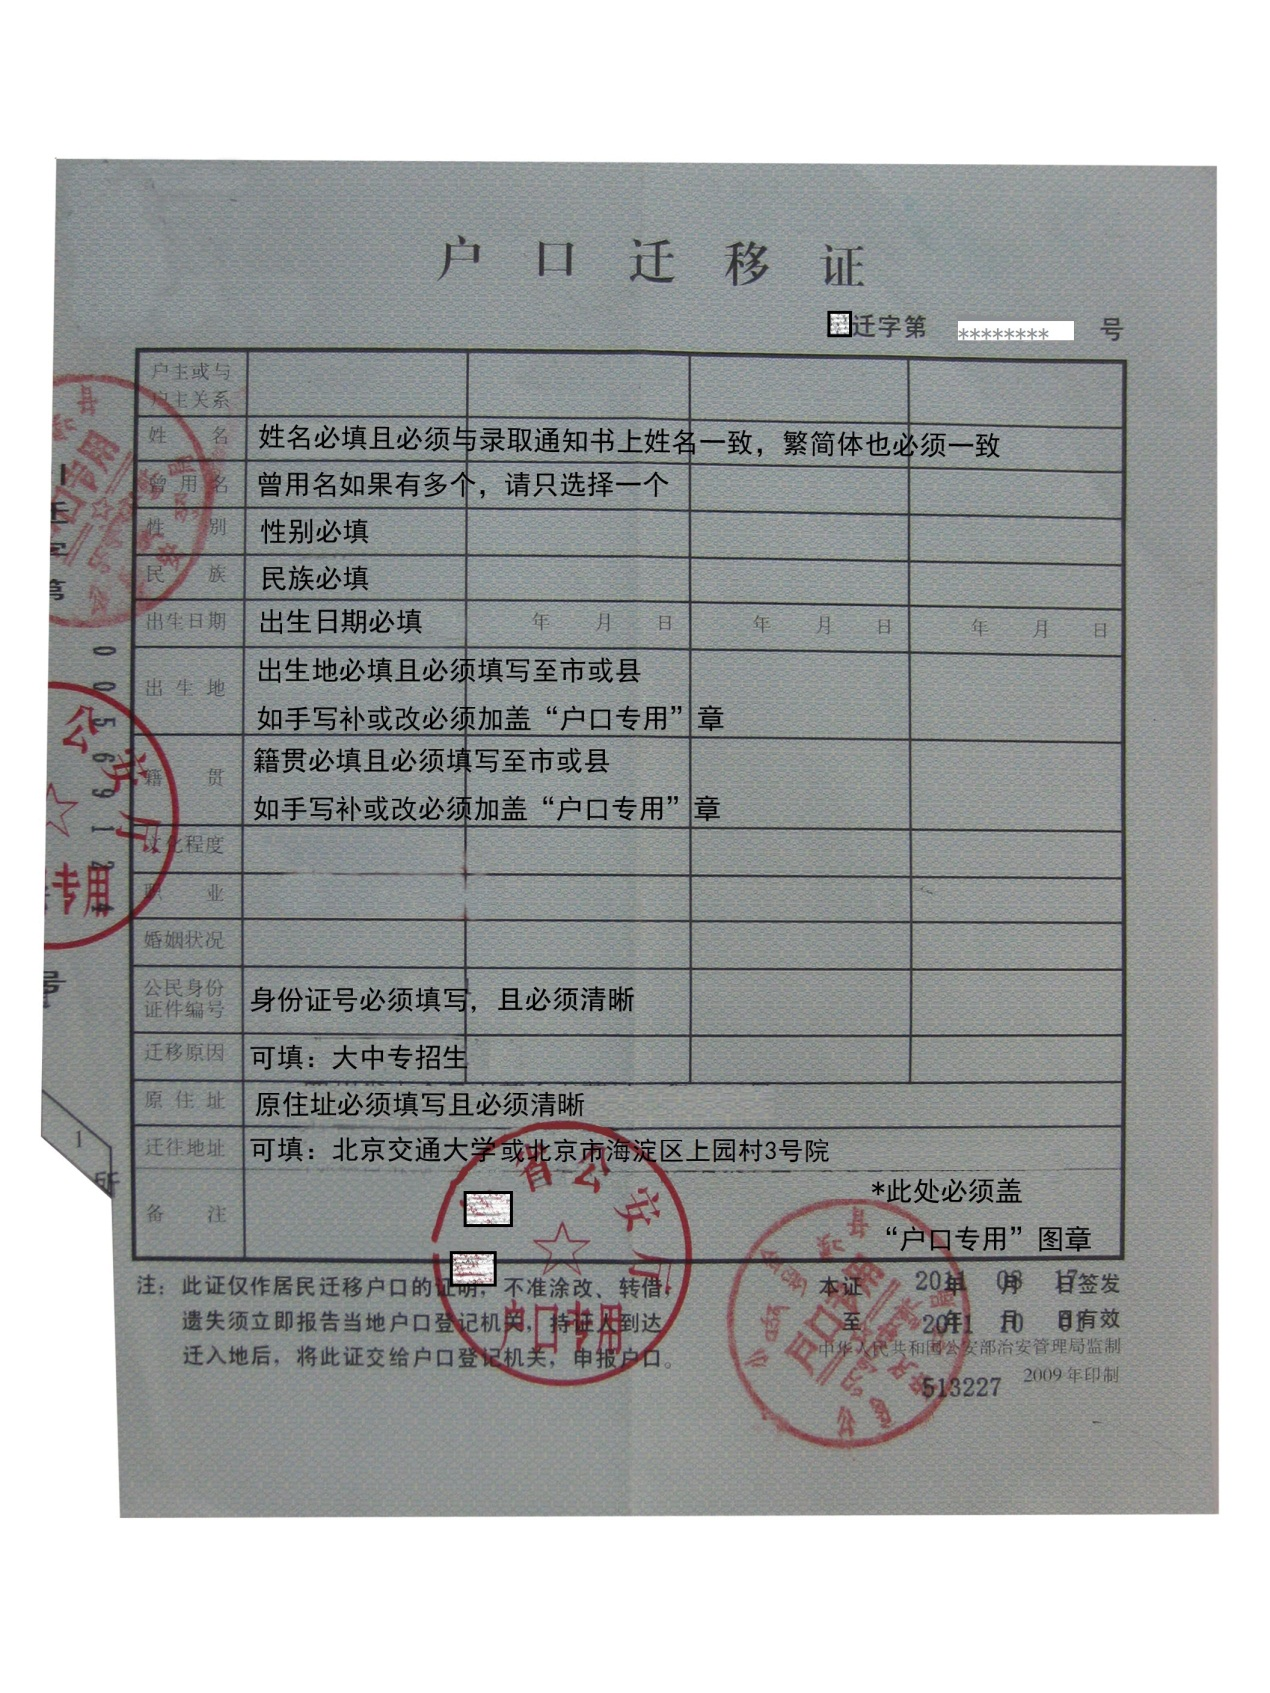 户口迁移证
迁字第 ******** 号
户主或与
户主关系
姓名 姓名必填且必须与录取通知书上姓名一致，繁简体也必须一致
曾用名 曾用名如果有多个，请只选择一个
性别 性别必填
民族 民族必填
出生日期 出生日期必填 年 月 日 年 月 日 年 月 日
出生地 出生地必填且必须填写至市或县
如手写补或改必须加盖“户口专用”章
籍贯 籍贯必填且必须填写至市或县
如手写补或改必须加盖“户口专用”章
文化程度
职业
婚姻状况
公民身份
证件编号 身份证号必须填写，且必须清晰
迁移原因 可填：大中专招生
原住址 原住址必须填写且必须清晰
迁往地址 可填：北京交通大学或北京市海淀区上园村3号院
备注 *此处必须盖
“户口专用”图章
注：此证仅作居民迁移户口的证明，不准涂改、转借，
遗失须立即报告当地户口登记机关，持证人到达
迁入地后，将此证交给户口登记机关，申报户口。
本证 2011 年 08 月 17 日签发
至 2011 年 10 月 01 日有效
中华人民共和国公安部治安管理局监制
2009年印制
513227
省公安厅
户口专用
公安厅
专用
00569124
号
1